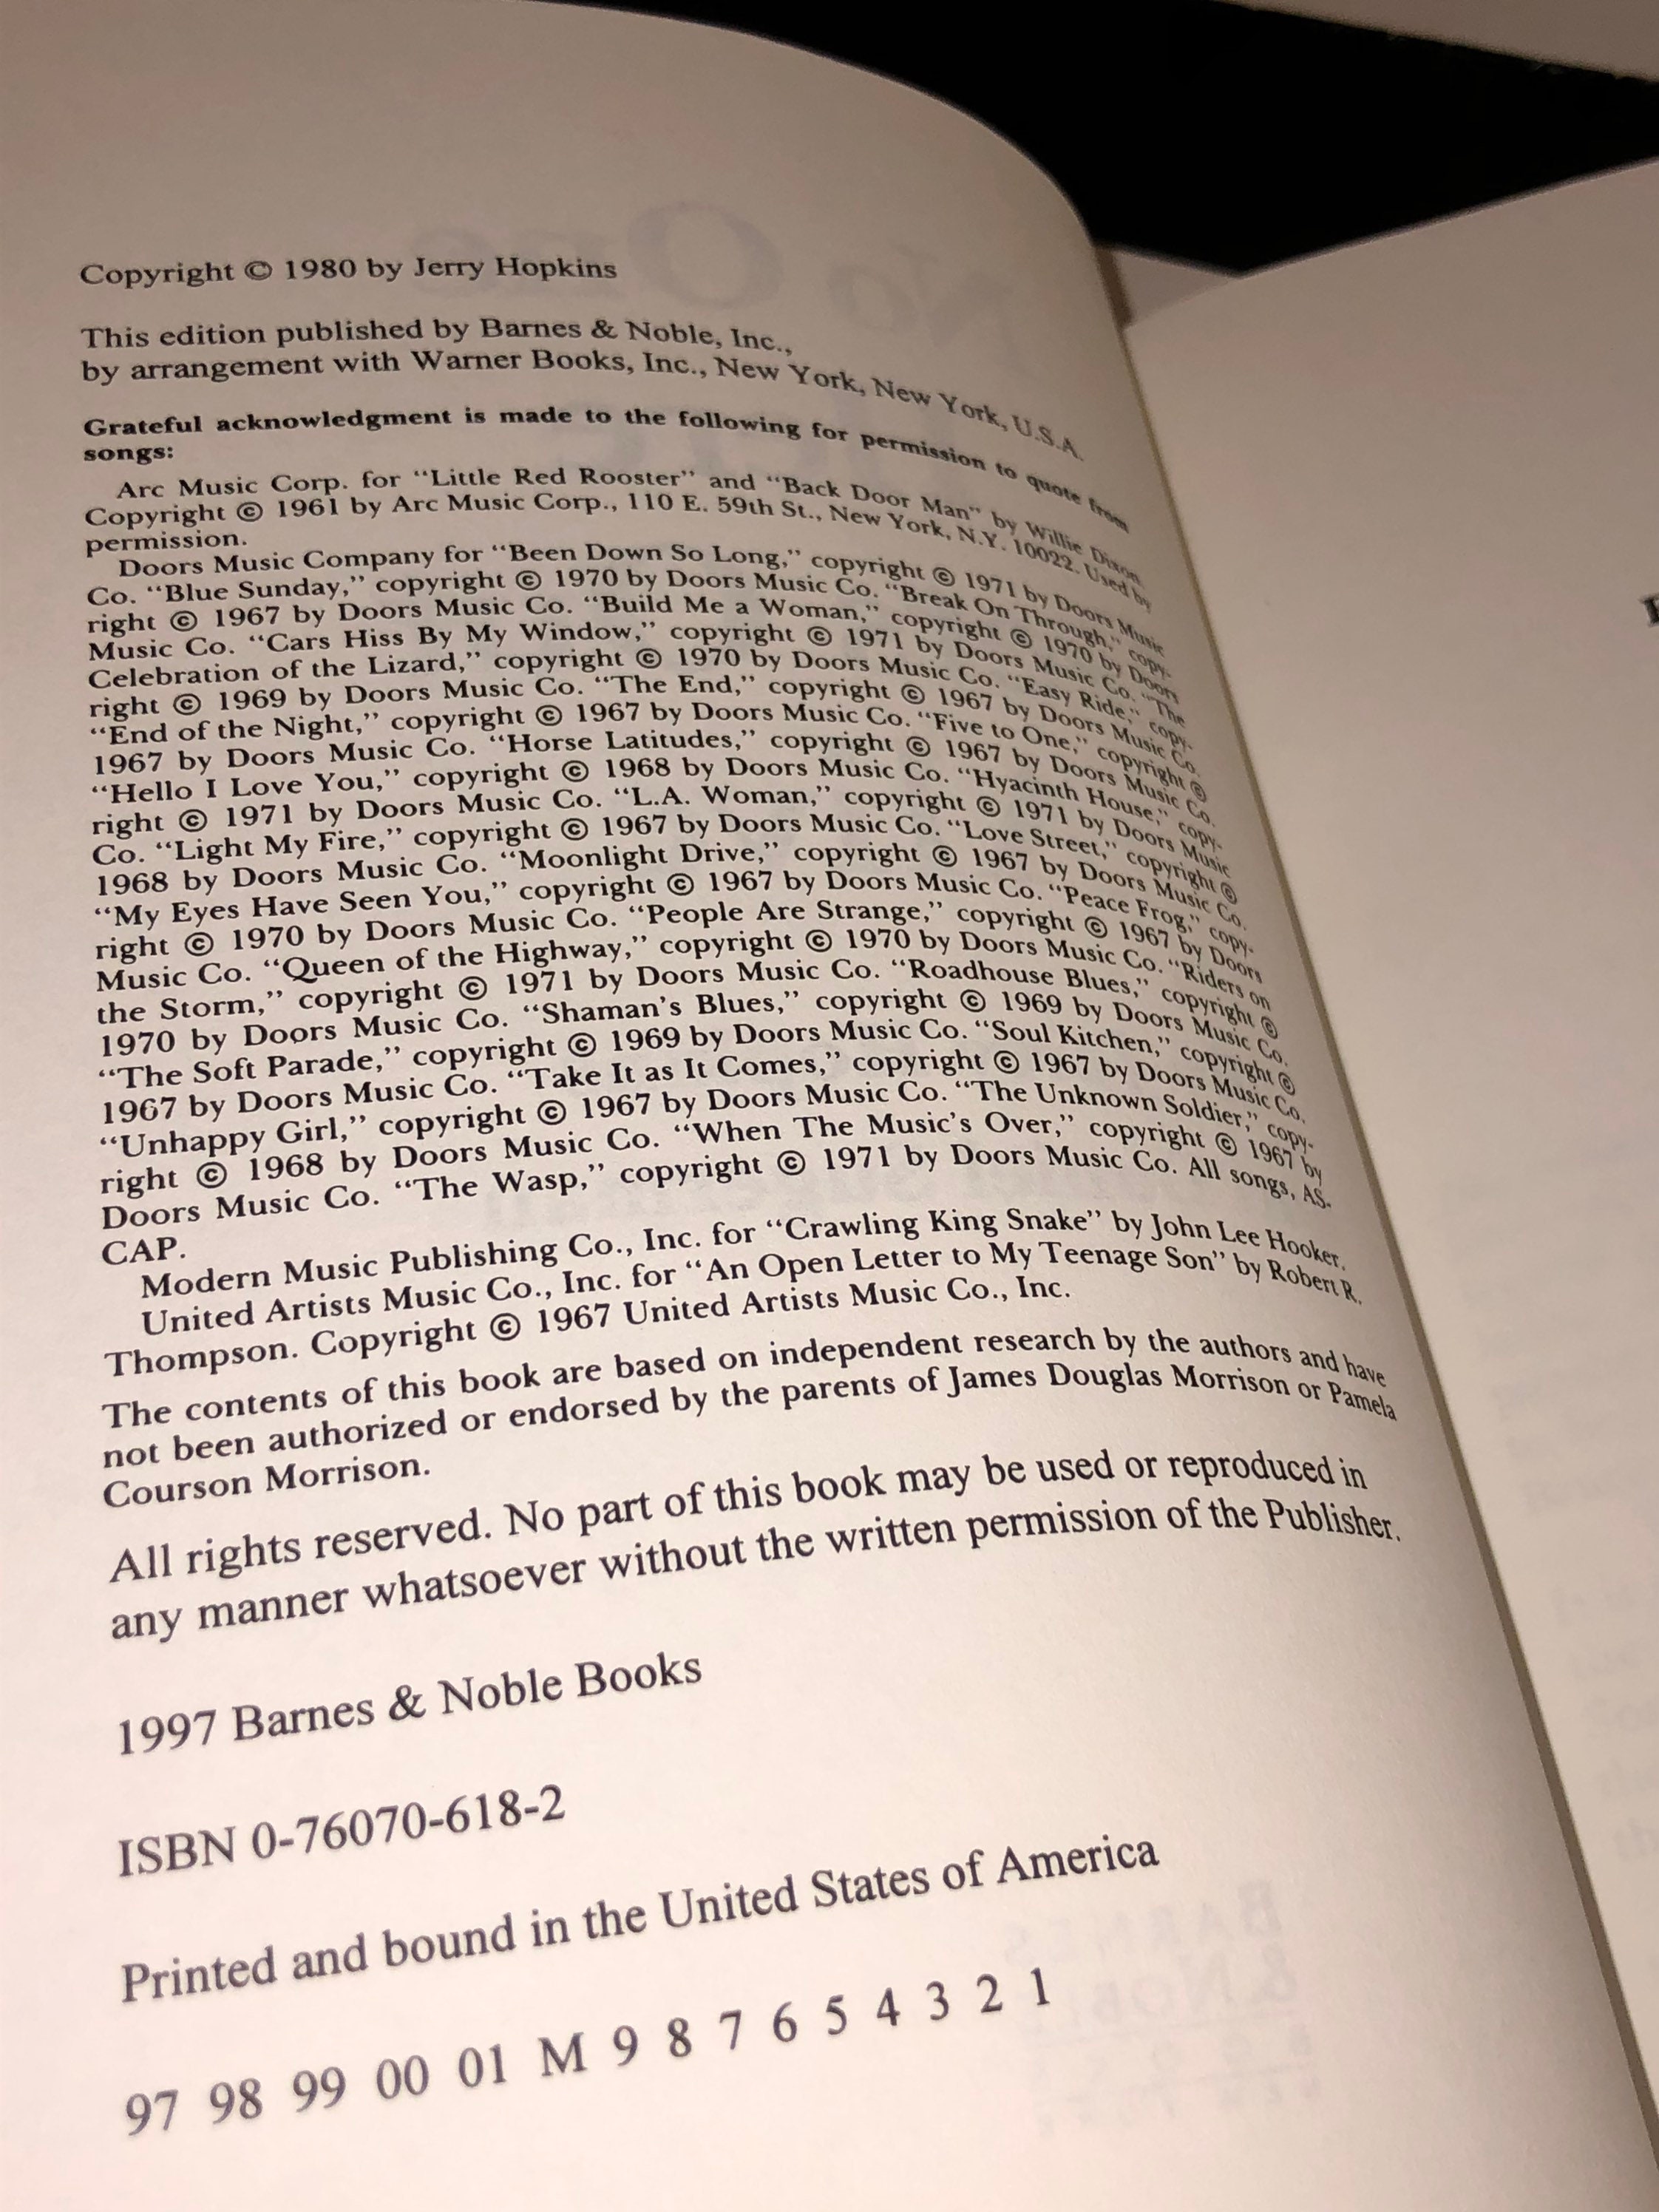 Copyright © 1980 by Jerry Hopkins
This edition published by Barnes & Noble, Inc.,
by arrangement with Warner Books, Inc., New York, New York, U.S.A.
Grateful acknowledgment is made to the following for permission to quote from
songs:
Arc Music Corp. for "Little Red Rooster" and "Back Door Man" by Willie Dixon.
Copyright © 1961 by Arc Music Corp., 110 E. 59th St., New York, N.Y. 10022. Used by
permission.
Doors Music Company for "Been Down So Long," copyright © 1971 by Doors Music
Co. "Blue Sunday," copyright © 1970 by Doors Music Co. "Break On Through," copy-
right © 1967 by Doors Music Co. "Build Me a Woman," copyright © 1970 by Doors
Music Co. "Cars Hiss By My Window," copyright © 1971 by Doors Music Co. "The
Celebration of the Lizard," copyright © 1970 by Doors Music Co. "Easy Ride," copy-
right © 1969 by Doors Music Co. "The End," copyright © 1967 by Doors Music Co.
"End of the Night," copyright © 1967 by Doors Music Co. "Five to One," copyright ©
1967 by Doors Music Co. "Horse Latitudes," copyright © 1967 by Doors Music Co.
"Hello I Love You," copyright © 1968 by Doors Music Co. "Hyacinth House," copy-
right © 1971 by Doors Music Co. "L.A. Woman," copyright © 1971 by Doors Music
Co. "Light My Fire," copyright © 1967 by Doors Music Co. "Love Street," copyright ©
1968 by Doors Music Co. "Moonlight Drive," copyright © 1967 by Doors Music Co.
"My Eyes Have Seen You," copyright © 1967 by Doors Music Co. "Peace Frog," copy-
right © 1970 by Doors Music Co. "People Are Strange," copyright © 1967 by Doors
Music Co. "Queen of the Highway," copyright © 1970 by Doors Music Co. "Riders on
the Storm," copyright © 1971 by Doors Music Co. "Roadhouse Blues," copyright ©
1970 by Doors Music Co. "Shaman's Blues," copyright © 1969 by Doors Music Co.
"The Soft Parade," copyright © 1969 by Doors Music Co. "Soul Kitchen," copyright ©
1967 by Doors Music Co. "Take It as It Comes," copyright © 1967 by Doors Music Co.
"Unhappy Girl," copyright © 1967 by Doors Music Co. "The Unknown Soldier," copy-
right © 1968 by Doors Music Co. "When The Music's Over," copyright © 1967 by
Doors Music Co. "The Wasp," copyright © 1971 by Doors Music Co. All songs, AS-
CAP.
Modern Music Publishing Co., Inc. for "Crawling King Snake" by John Lee Hooker.
United Artists Music Co., Inc. for "An Open Letter to My Teenage Son" by Robert R.
Thompson. Copyright © 1967 United Artists Music Co., Inc.
The contents of this book are based on independent research by the authors and have
not been authorized or endorsed by the parents of James Douglas Morrison or Pamela
Courson Morrison.
All rights reserved. No part of this book may be used or reproduced in
any manner whatsoever without the written permission of the Publisher.
1997 Barnes & Noble Books
ISBN 0-76070-618-2
Printed and bound in the United States of America
97 98 99 00 01 M 9 8 7 6 5 4 3 2 1